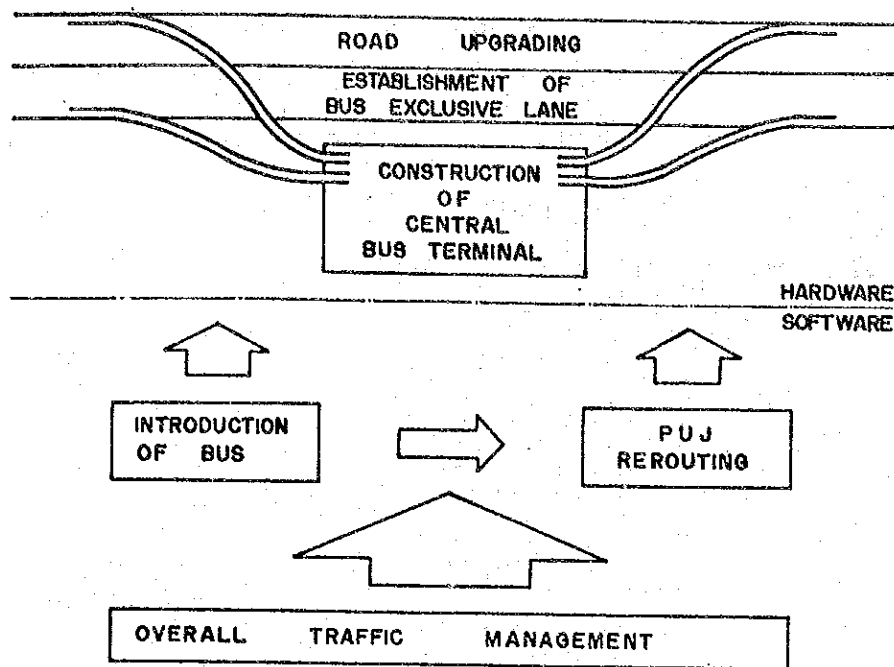 ROAD UPGRADING
ESTABLISHMENT OF
BUS EXCLUSIVE LANE
CONSTRUCTION
OF
CENTRAL
BUS TERMINAL
HARDWARE
SOFTWARE
INTRODUCTION
OF BUS
PUJ
REROUTING
OVERALL TRAFFIC MANAGEMENT